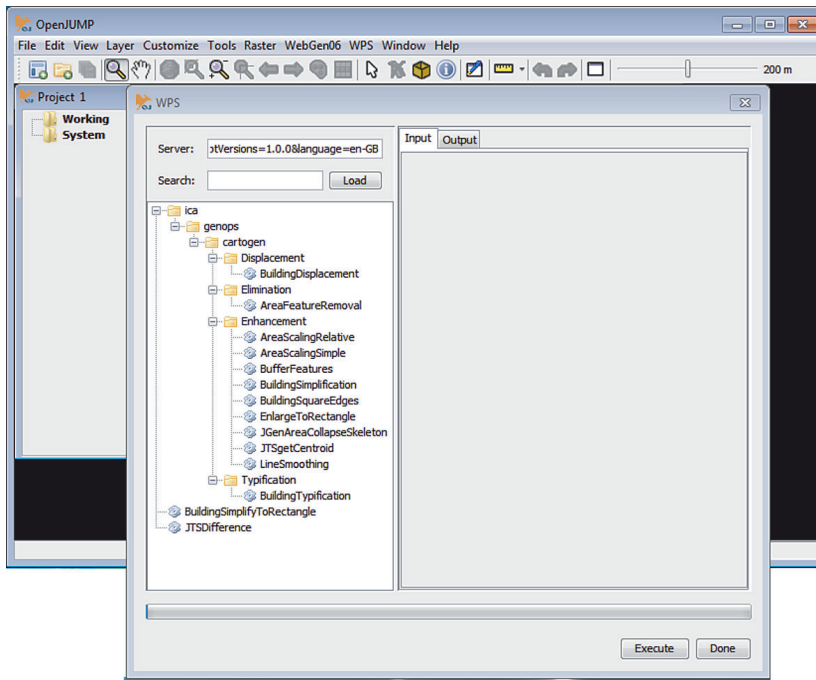 OpenJUMP
File Edit View Layer Customize Tools Raster WebGen06 WPS Window Help
200 m
Project 1
Working
System
WPS
Server: otVersions=1.0.0&language=en-GB
Search: Load
Input Output
ica
genops
cartogen
Displacement
BuildingDisplacement
Elimination
AreaFeatureRemoval
Enhancement
AreaScalingRelative
AreaScalingSimple
BufferFeatures
BuildingSimplification
BuildingSquareEdges
EnlargeToRectangle
JGenAreaCollapseSkeleton
JTSgetCentroid
LineSmoothing
Typification
BuildingTypification
BuildingSimplifyToRectangle
JTSDifference
Execute Done